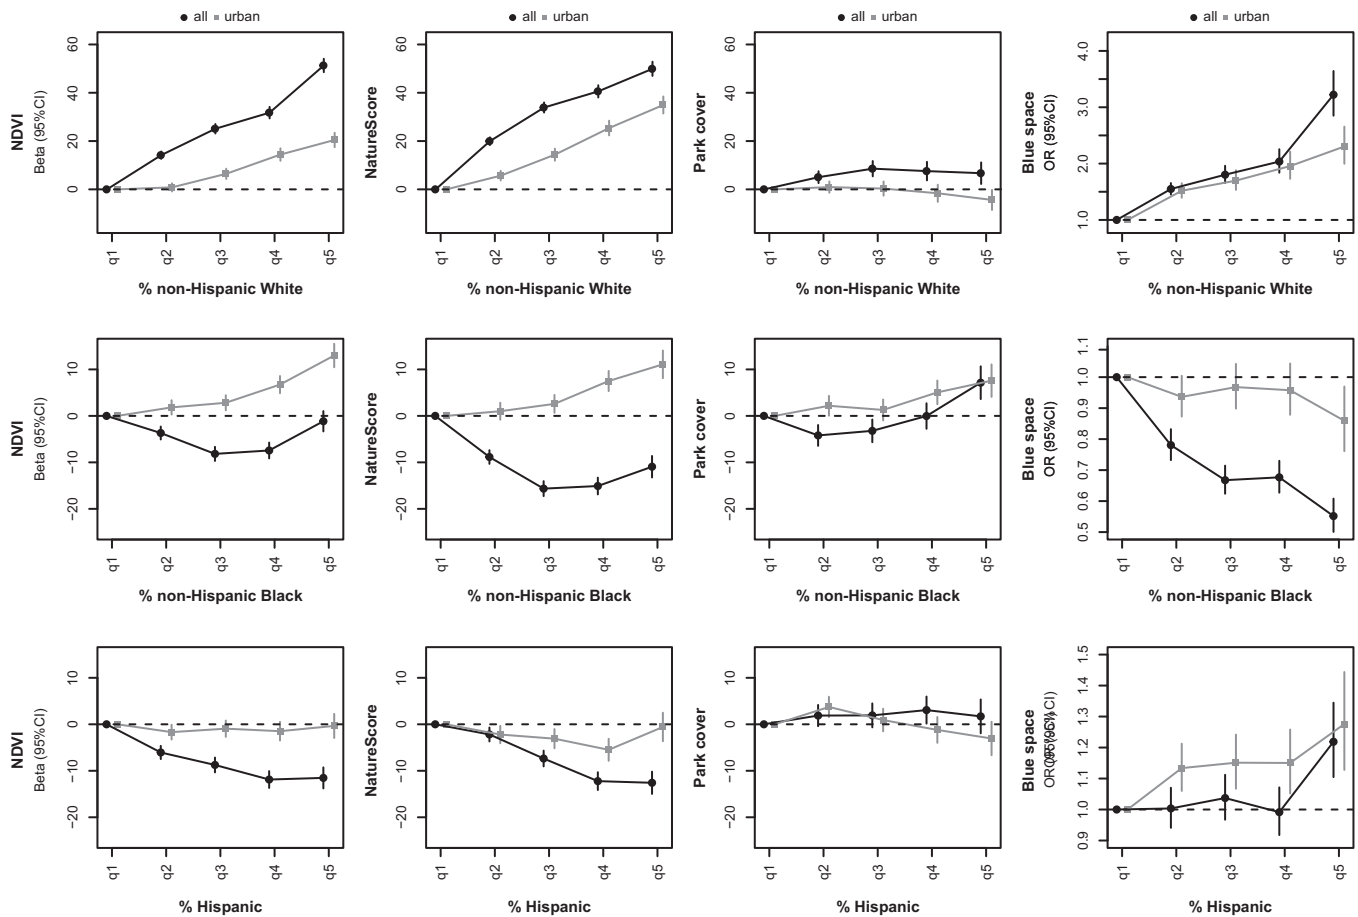 all urban
all urban
all urban
all urban
NDVI
Beta (95%CI)
60
40
20
0
q1 q2 q3 q4 q5
% non-Hispanic White
NatureScore
60
40
20
0
q1 q2 q3 q4 q5
% non-Hispanic White
Park cover
60
40
20
0
q1 q2 q3 q4 q5
% non-Hispanic White
Blue space
OR (95%CI)
4.0
3.0
2.0
1.0
q1 q2 q3 q4 q5
% non-Hispanic White
NDVI
Beta (95%CI)
10
0
−10
−20
q1 q2 q3 q4 q5
% non-Hispanic Black
NatureScore
10
0
−10
−20
q1 q2 q3 q4 q5
% non-Hispanic Black
Park cover
10
0
−10
−20
q1 q2 q3 q4 q5
% non-Hispanic Black
Blue space
OR (95%CI)
1.1
1.0
0.9
0.8
0.7
0.6
0.5
q1 q2 q3 q4 q5
% non-Hispanic Black
NDVI
Beta (95%CI)
10
0
−10
−20
q1 q2 q3 q4 q5
% Hispanic
NatureScore
10
0
−10
−20
q1 q2 q3 q4 q5
% Hispanic
Park cover
10
0
−10
−20
q1 q2 q3 q4 q5
% Hispanic
Blue space
1.5
1.4
1.3
1.2
1.1
1.0
0.9
q1 q2 q3 q4 q5
% Hispanic